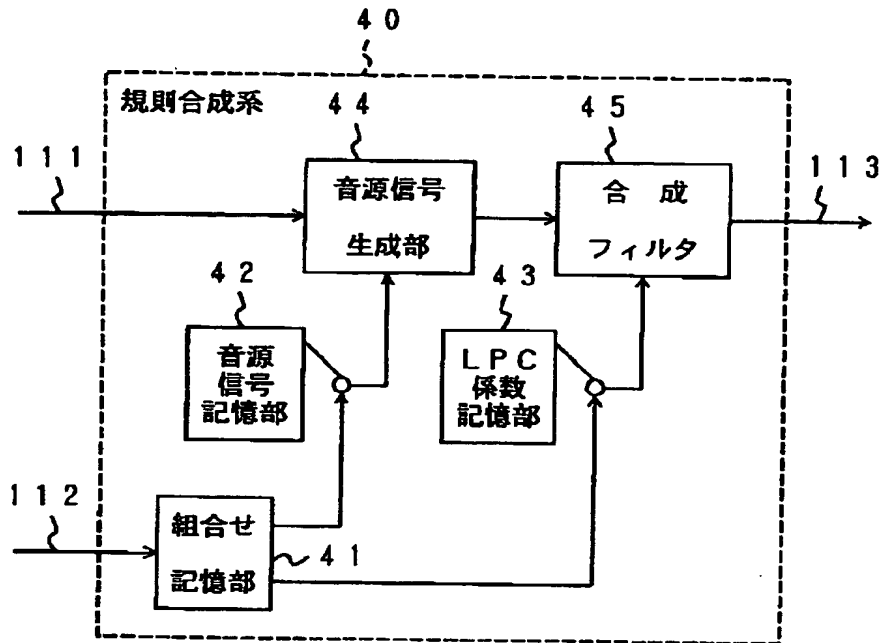 ４０
規則合成系
４４
４５
１１１
１１３
音源信号
生成部
合　成
フィルタ
４２
４３
音源
信号
記憶部
ＬＰＣ
係数
記憶部
１１２
組合せ
記憶部
４１